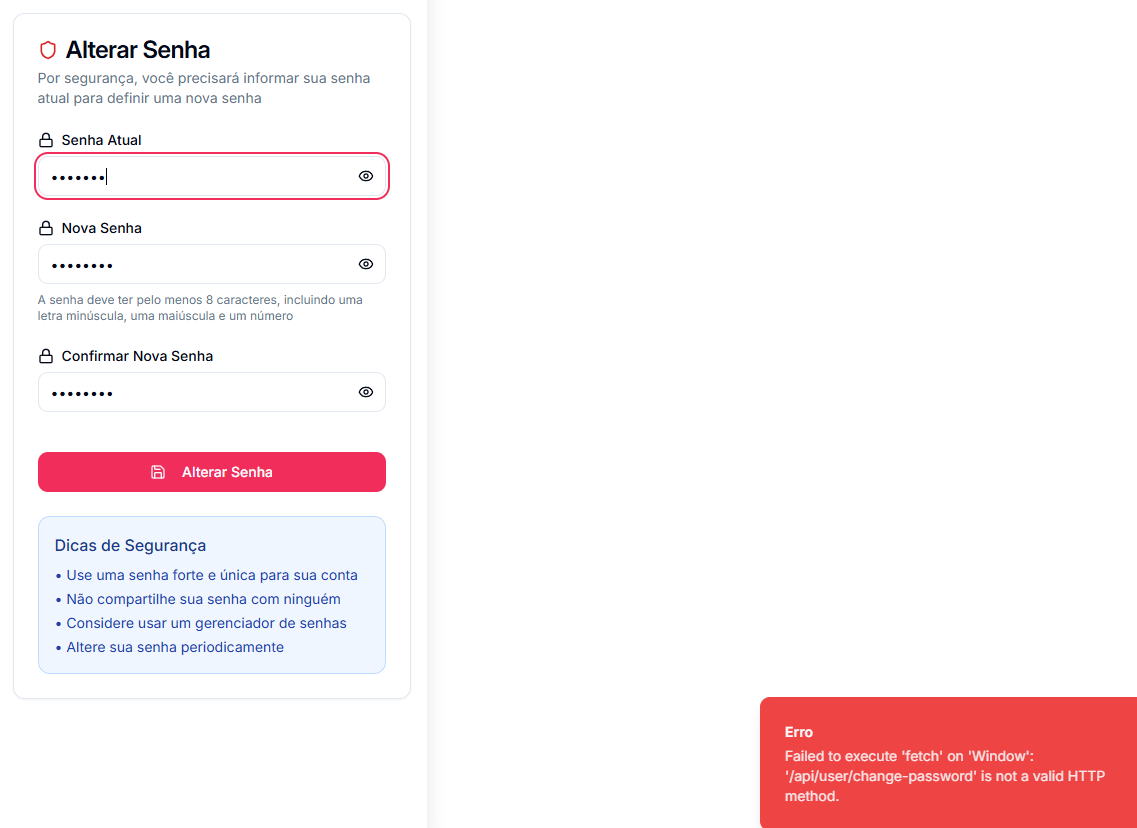 Alterar Senha
Por segurança, você precisará informar sua senha
atual para definir uma nova senha
Senha Atual
•••••••
Nova Senha
••••••••
A senha deve ter pelo menos 8 caracteres, incluindo uma
letra minúscula, uma maiúscula e um número
Confirmar Nova Senha
••••••••
Alterar Senha
Dicas de Segurança
• Use uma senha forte e única para sua conta
• Não compartilhe sua senha com ninguém
• Considere usar um gerenciador de senhas
• Altere sua senha periodicamente
Erro
Failed to execute 'fetch' on 'Window':
'/api/user/change-password' is not a valid HTTP
method.